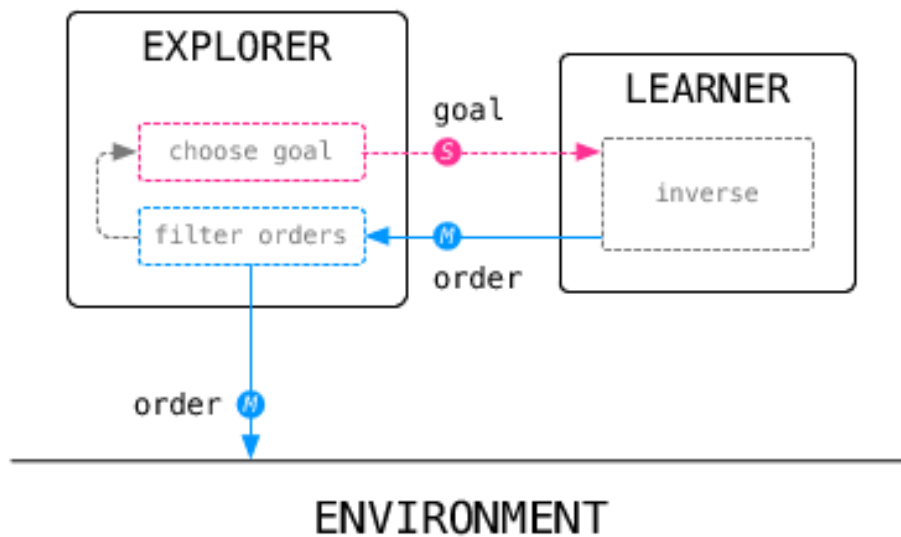 EXPLORER
LEARNER
goal
choose goal
S
inverse
filter orders
M
order
order
M
ENVIRONMENT